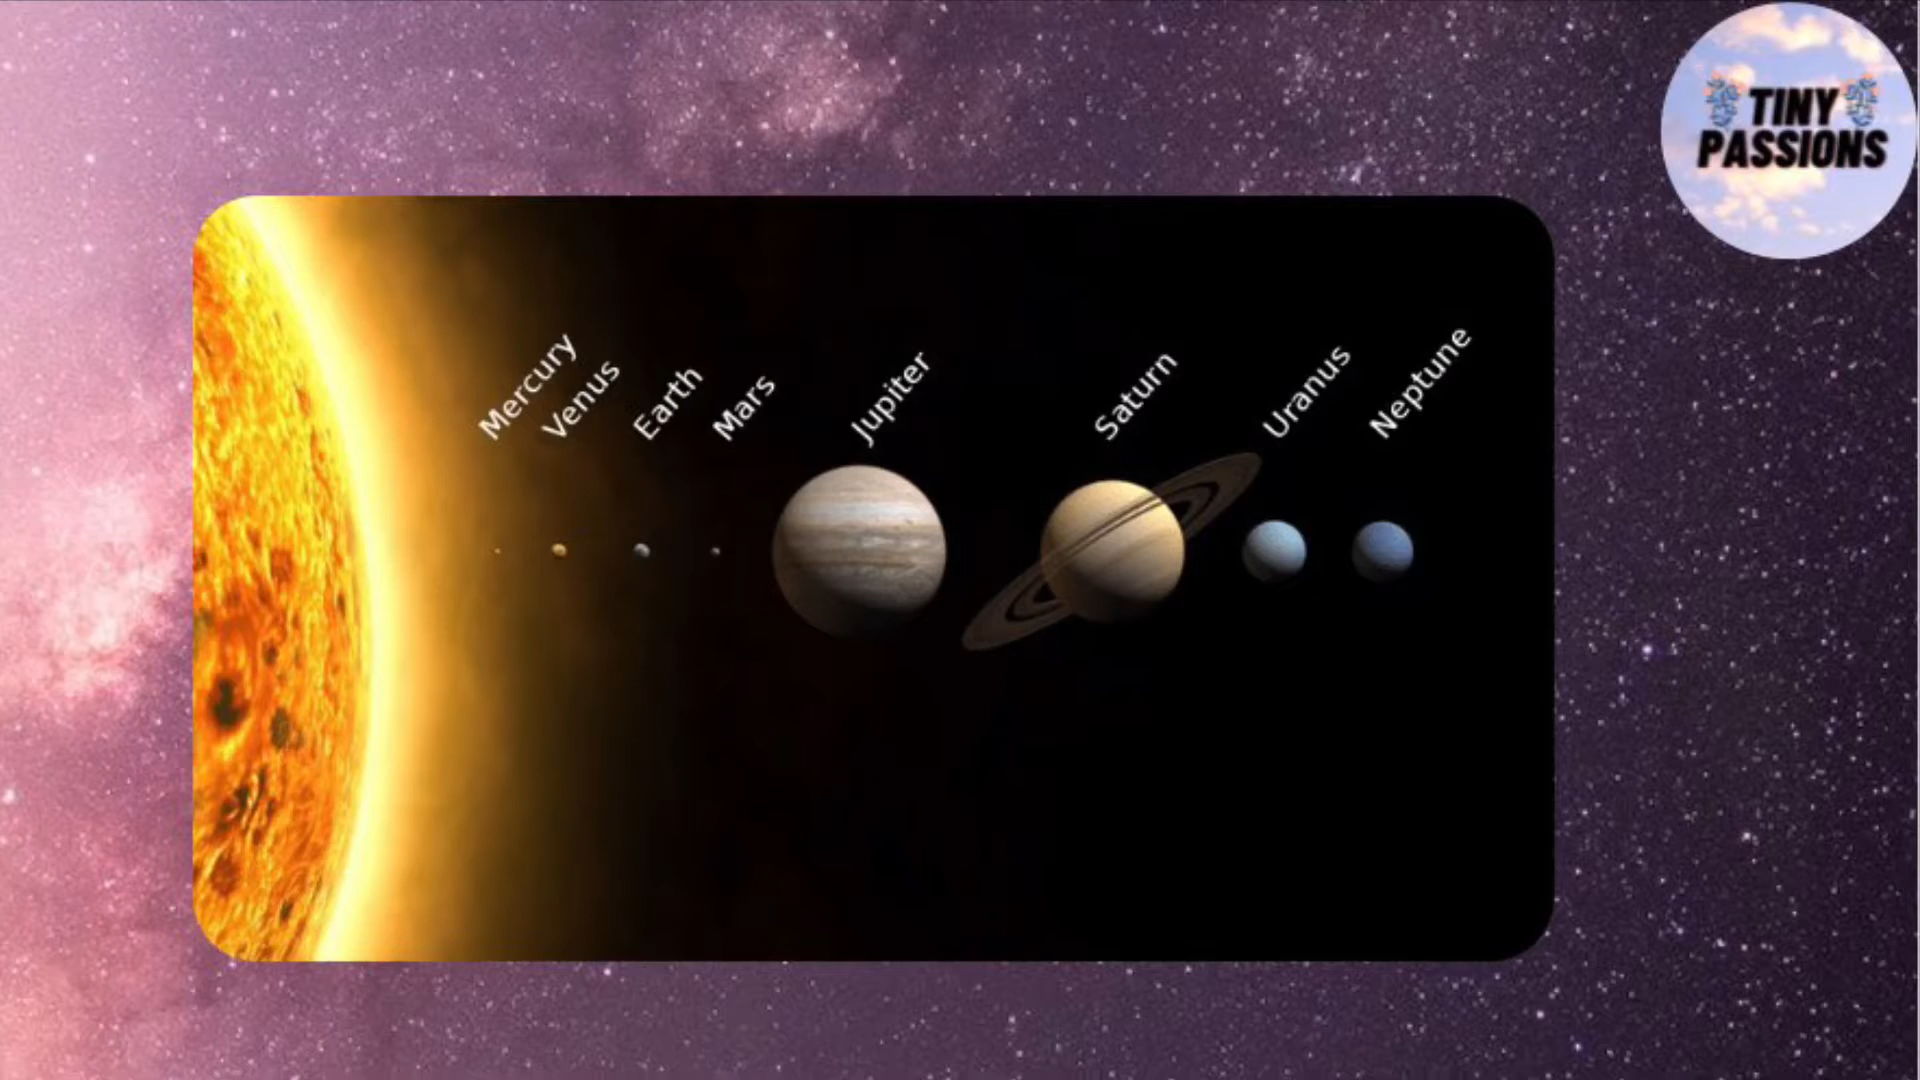 TINY
PASSIONS
Mercury
Venus
Earth
Mars
Jupiter
Saturn
Uranus
Neptune